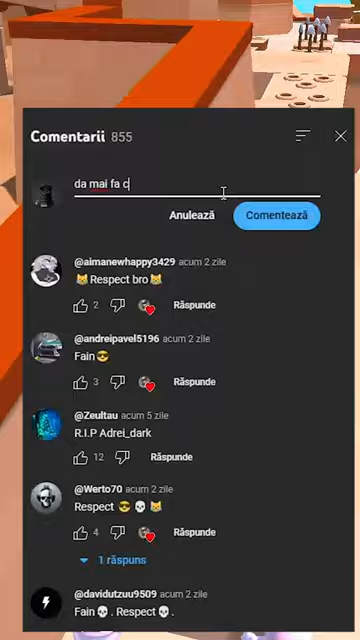 Comentarii 855
da mai fa c
Anulează Comentează
@aimanewhappy3429 acum 2 zile
😸Respect bro😸
2 Răspunde
@andreipavel5196 acum 2 zile
Fain😎
3 Răspunde
@Zeultau acum 5 zile
R.I.P Adrei_dark
12 Răspunde
@Werto70 acum 2 zile
Respect 😎💀😸
4 Răspunde
1 răspuns
@davidutzuu9509 acum 2 zile
Fain💀. Respect💀.